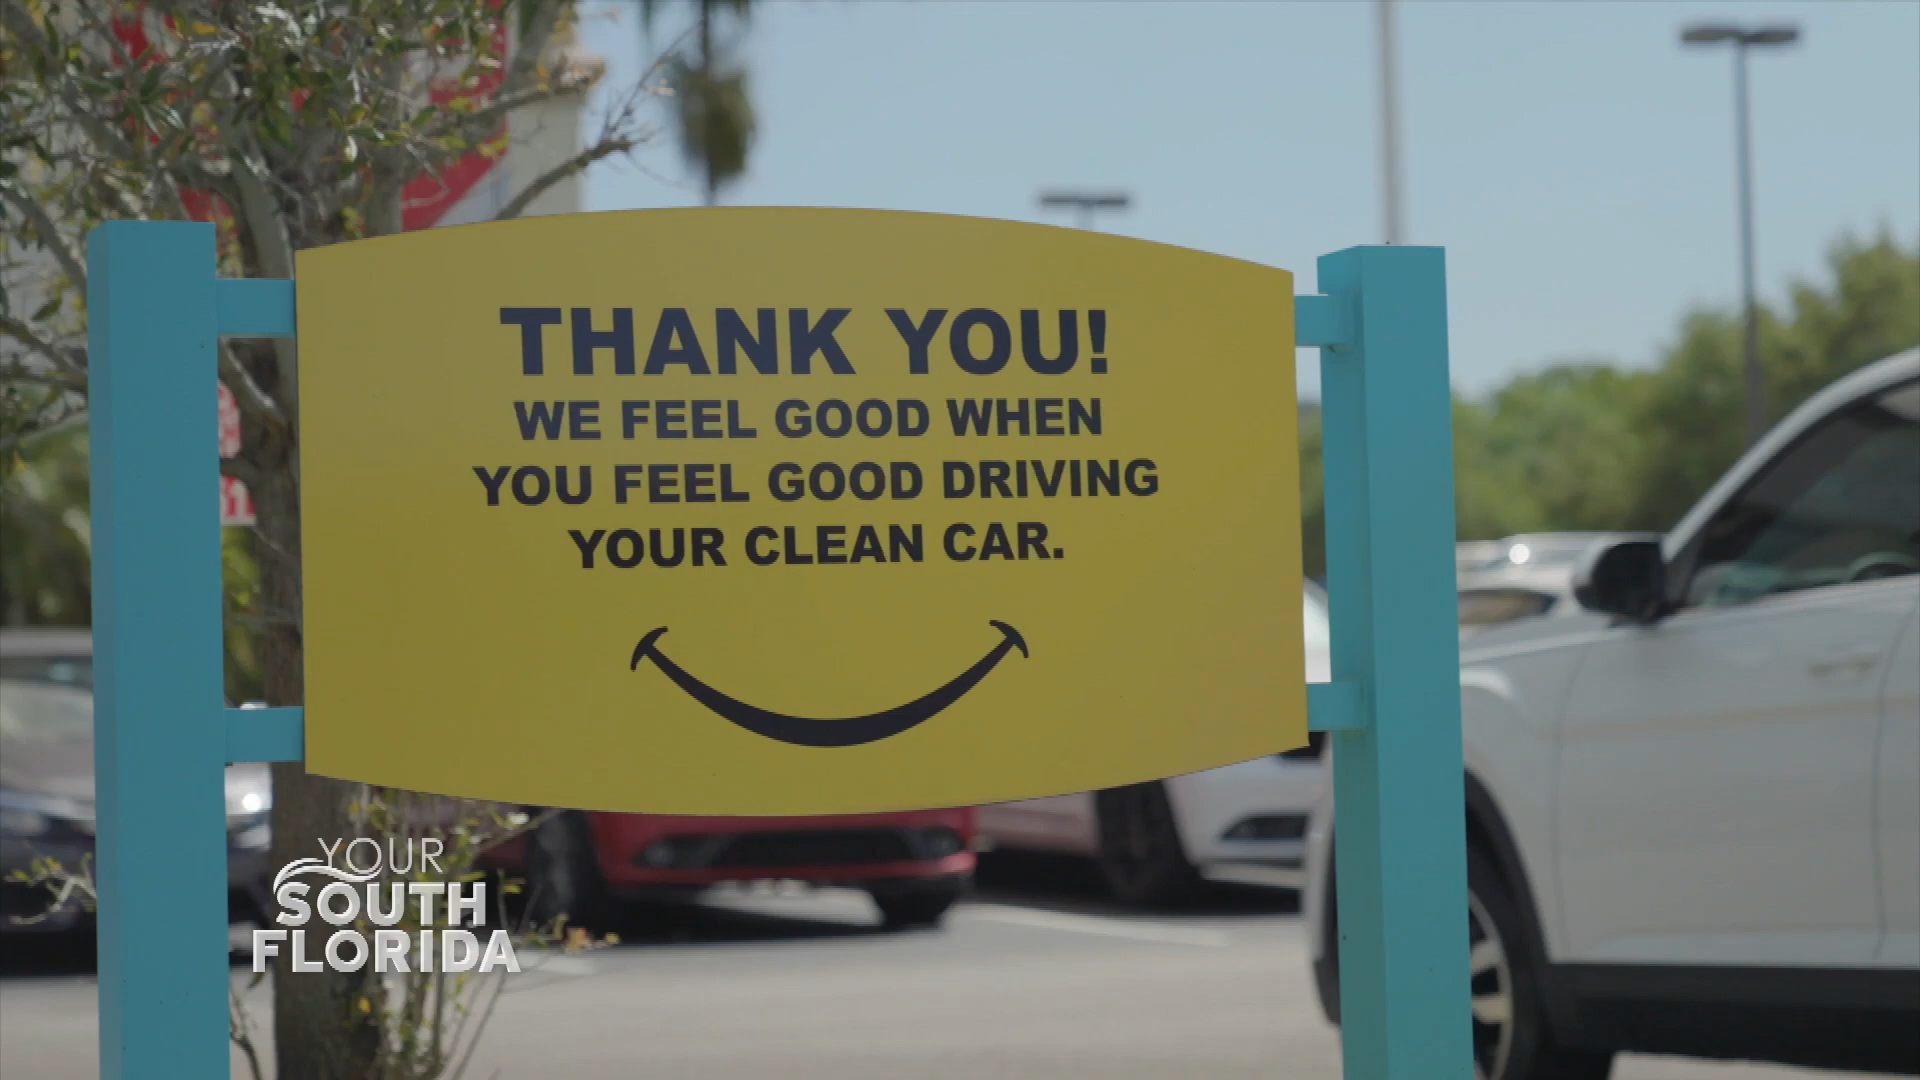 THANK YOU!
WE FEEL GOOD WHEN
YOU FEEL GOOD DRIVING
YOUR CLEAN CAR.
YOUR
SOUTH
FLORIDA